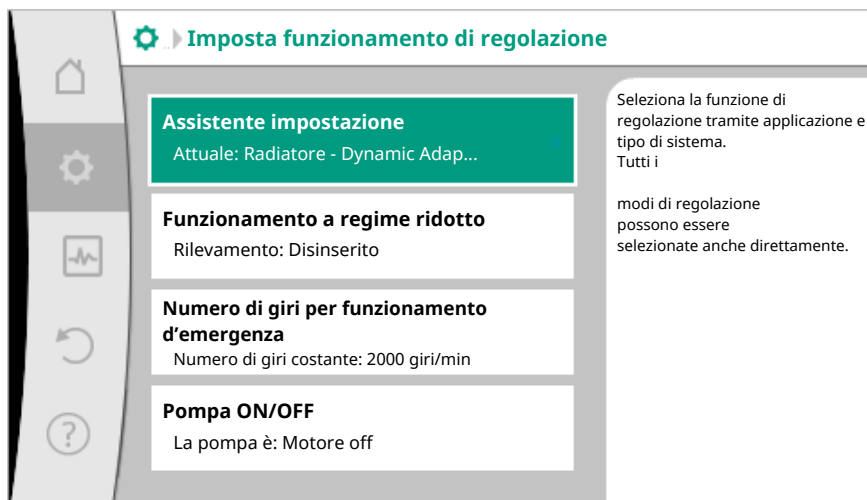 .. Imposta funzionamento di regolazione
Assistente impostazione
Attuale: Radiatore - Dynamic Adap...
Funzionamento a regime ridotto
Rilevamento: Disinserito
Numero di giri per funzionamento
d’emergenza
Numero di giri costante: 2000 giri/min
Pompa ON/OFF
La pompa è: Motore off
Seleziona la funzione di
regolazione tramite applicazione e
tipo di sistema.
Tutti i
modi di regolazione
possono essere
selezionate anche direttamente.
?